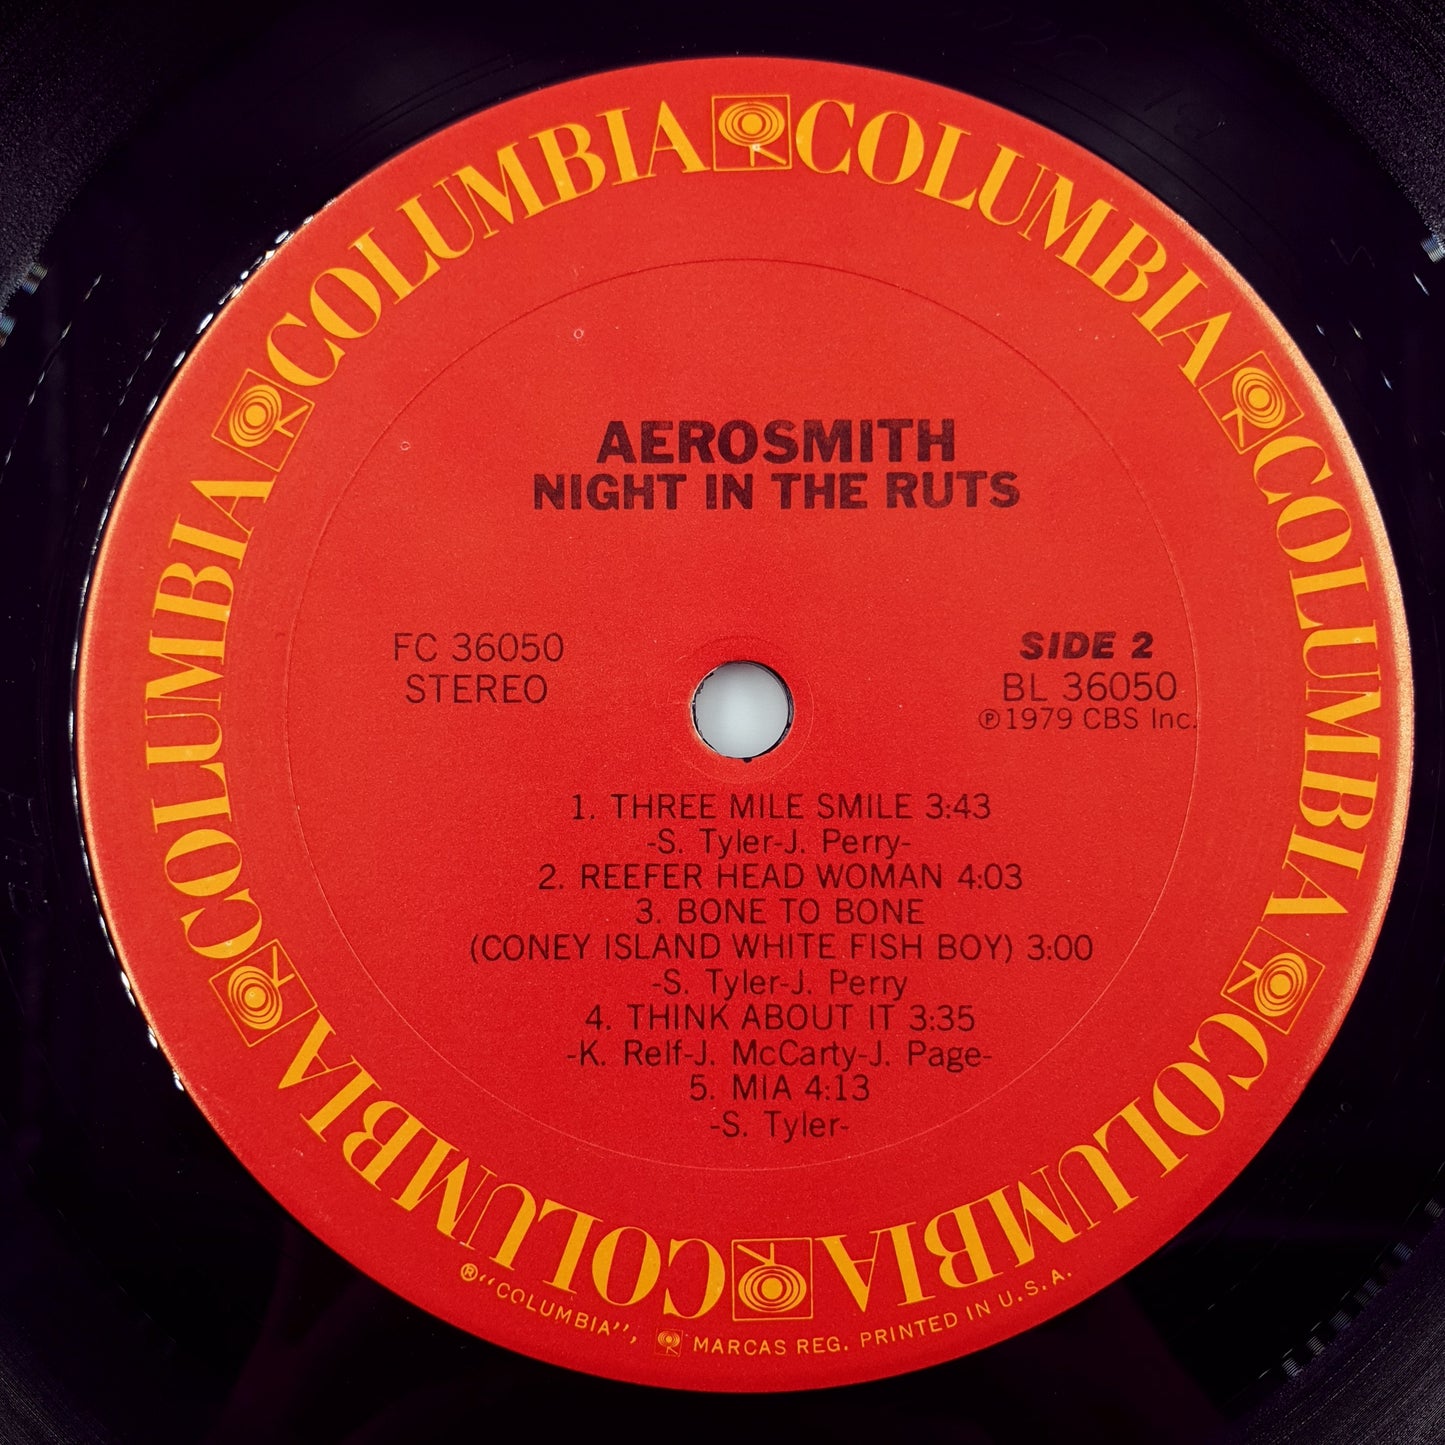 COLUMBIA COLUMBIA COLUMBIA COLUMBIA COLUMBIA COLUMBIA COLUMBIA COLUMBIA
AEROSMITH
NIGHT IN THE RUTS
FC 36050
STEREO
SIDE 2
BL 36050
℗1979 CBS Inc.
1. THREE MILE SMILE 3:43
-S. Tyler-J. Perry-
2. REEFER HEAD WOMAN 4:03
3. BONE TO BONE
(CONEY ISLAND WHITE FISH BOY) 3:00
-S. Tyler-J. Perry
4. THINK ABOUT IT 3:35
-K. Relf-J. McCarty-J. Page-
5. MIA 4:13
-S. Tyler-
®"COLUMBIA", MARCAS REG. PRINTED IN U.S.A.